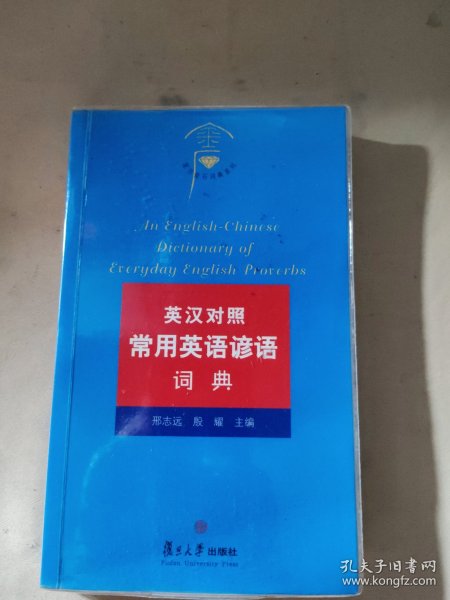 An English-Chinese
Dictionary of
Everyday English Proverbs
英汉对照
常用英语谚语
词典
邢志远 殷耀 主编
復旦大学出版社
Fudan University Press
孔夫子旧书网
www.kongfz.com